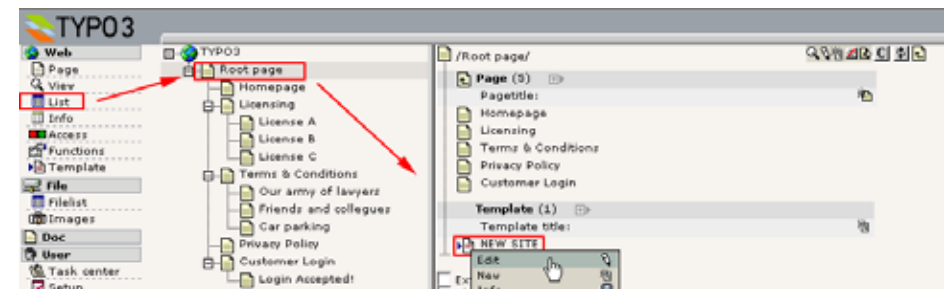 TYPO3
Web
Page
View
List
Info
Access
Functions
Template
File
Filelist
Images
Doc
User
Task center
Setup
TYPO3
Root page
Homepage
Licensing
License A
License B
License C
Terms & Conditions
Our army of lawyers
Friends and collegues
Car parking
Privacy Policy
Customer Login
Login Accepted!
/Root page/
Page (5)
Pagetitle:
Homepage
Licensing
Terms & Conditions
Privacy Policy
Customer Login
Template (1)
Template title:
NEW SITE
Edit
New